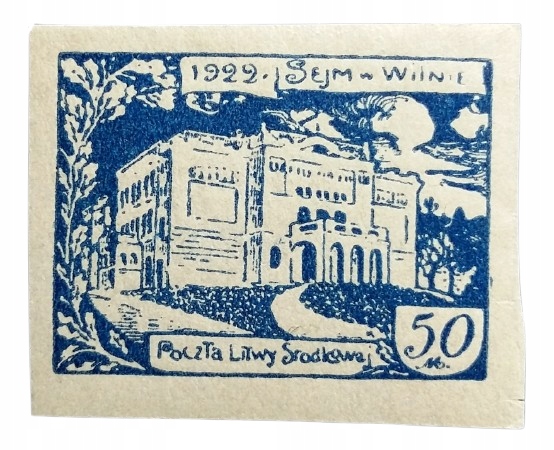 1922. SEJM W WILNIE
POCZTA LITWY ŚRODKOWEJ
50
M.